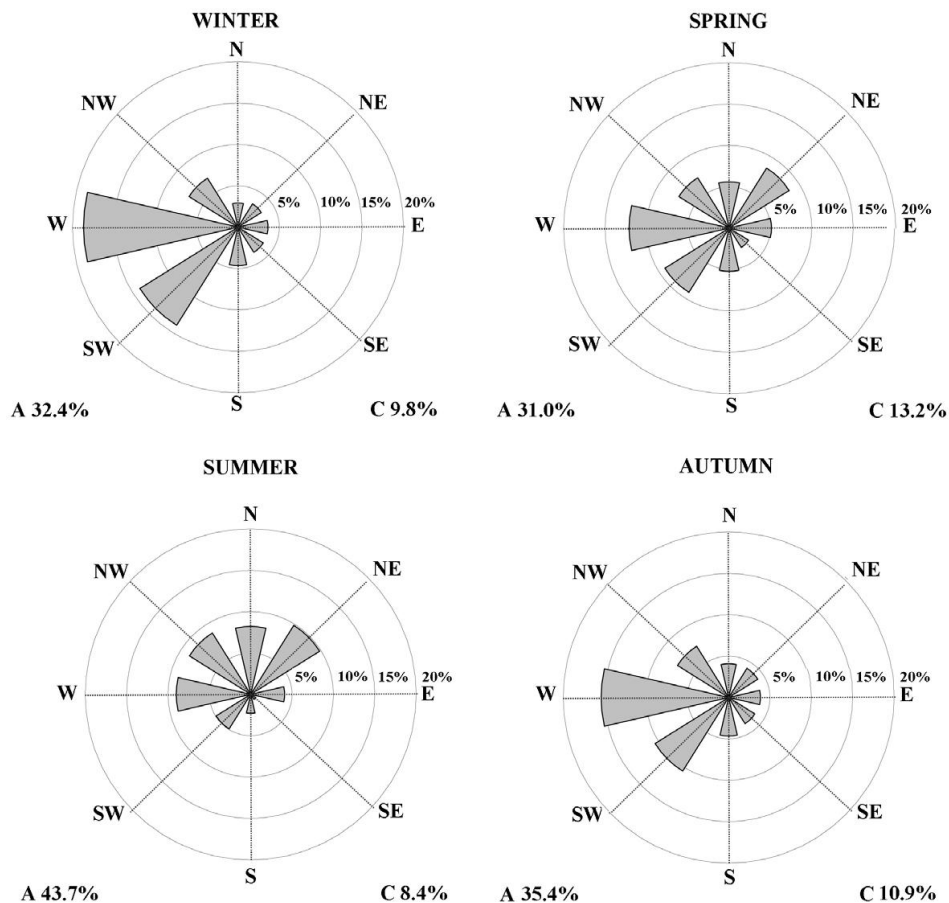 WINTER
N
NW
NE
5% 10% 15% 20%
W
E
SW
SE
S
A 32.4%
C 9.8%
SPRING
N
NW
NE
5% 10% 15% 20%
W
E
SW
SE
S
A 31.0%
C 13.2%
SUMMER
N
NW
NE
5% 10% 15% 20%
W
E
SW
SE
S
A 43.7%
C 8.4%
AUTUMN
N
NW
NE
5% 10% 15% 20%
W
E
SW
SE
S
A 35.4%
C 10.9%